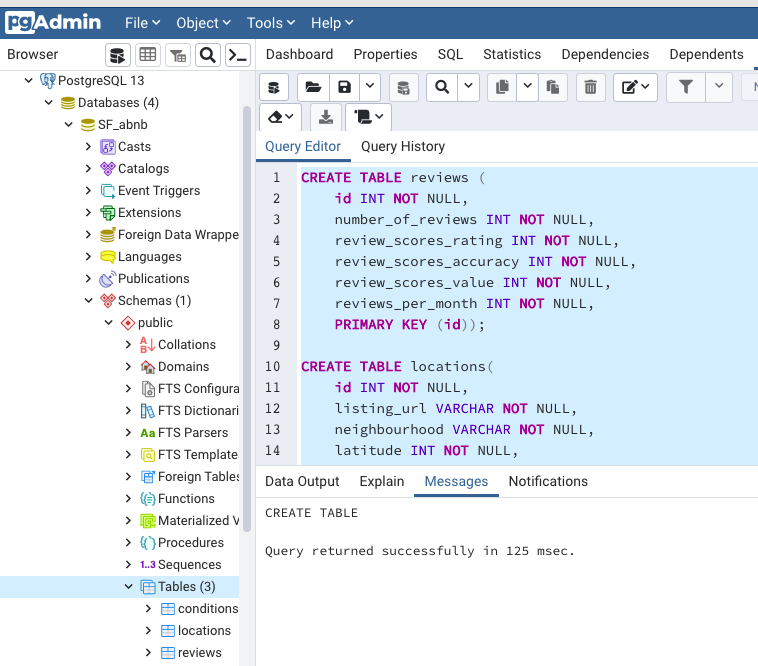 pgAdmin File Object Tools Help
Browser
Dashboard Properties SQL Statistics Dependencies Dependents
PostgreSQL 13
Databases (4)
SF_abnb
Casts
Catalogs
Event Triggers
Extensions
Foreign Data Wrappe
Languages
Publications
Schemas (1)
public
Collations
Domains
FTS Configura
FTS Dictionari
Aa FTS Parsers
FTS Template
Foreign Tables
Functions
Materialized V
Procedures
1..3 Sequences
Tables (3)
conditions
locations
reviews
Query Editor Query History
1 CREATE TABLE reviews (
2 id INT NOT NULL,
3 number_of_reviews INT NOT NULL,
4 review_scores_rating INT NOT NULL,
5 review_scores_accuracy INT NOT NULL,
6 review_scores_value INT NOT NULL,
7 reviews_per_month INT NOT NULL,
8 PRIMARY KEY (id));
9
10 CREATE TABLE locations(
11 id INT NOT NULL,
12 listing_url VARCHAR NOT NULL,
13 neighbourhood VARCHAR NOT NULL,
14 latitude INT NOT NULL,
Data Output Explain Messages Notifications
CREATE TABLE
Query returned successfully in 125 msec.